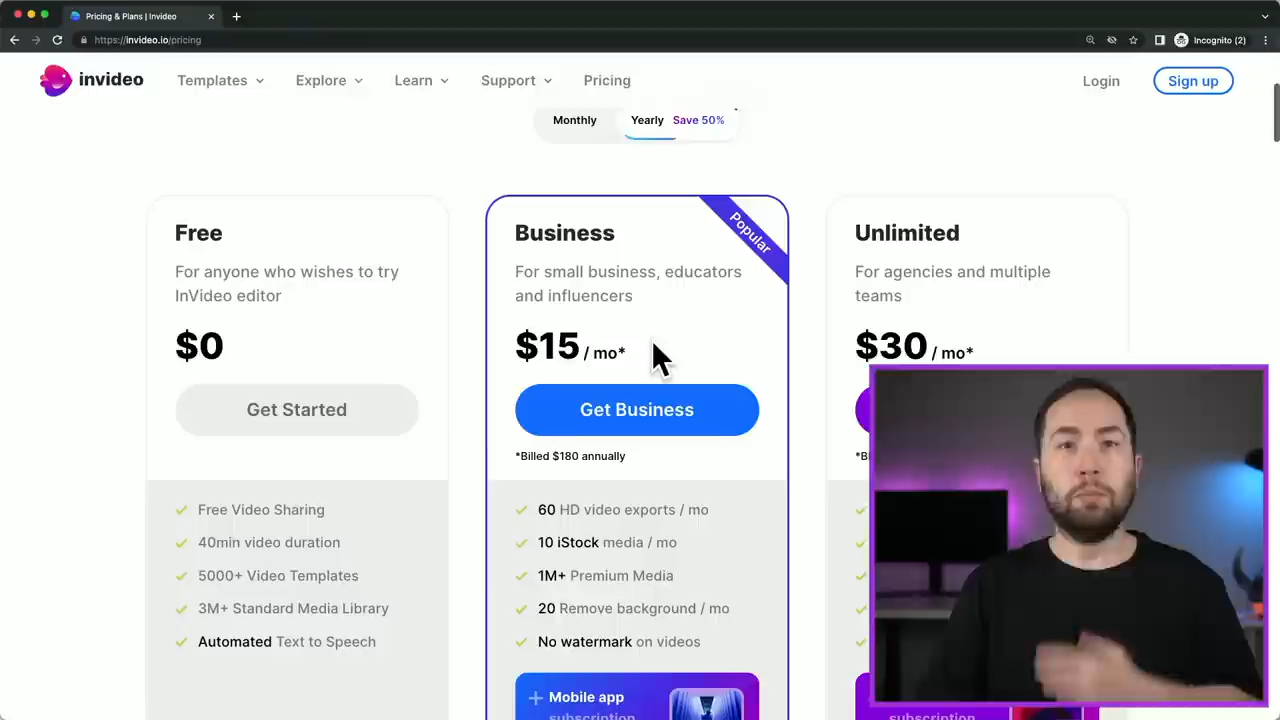 Pricing & Plans | Invideo
https://invideo.io/pricing
Incognito (2)
invideo
Templates
Explore
Learn
Support
Pricing
Login
Sign up
Monthly
Yearly Save 50%
Free
For anyone who wishes to try
InVideo editor
$0
Get Started
Free Video Sharing
40min video duration
5000+ Video Templates
3M+ Standard Media Library
Automated Text to Speech
Popular
Business
For small business, educators
and influencers
$15 / mo*
Get Business
*Billed $180 annually
60 HD video exports / mo
10 iStock media / mo
1M+ Premium Media
20 Remove background / mo
No watermark on videos
Mobile app
subscription
Unlimited
For agencies and multiple
teams
$30 / mo*
subscription